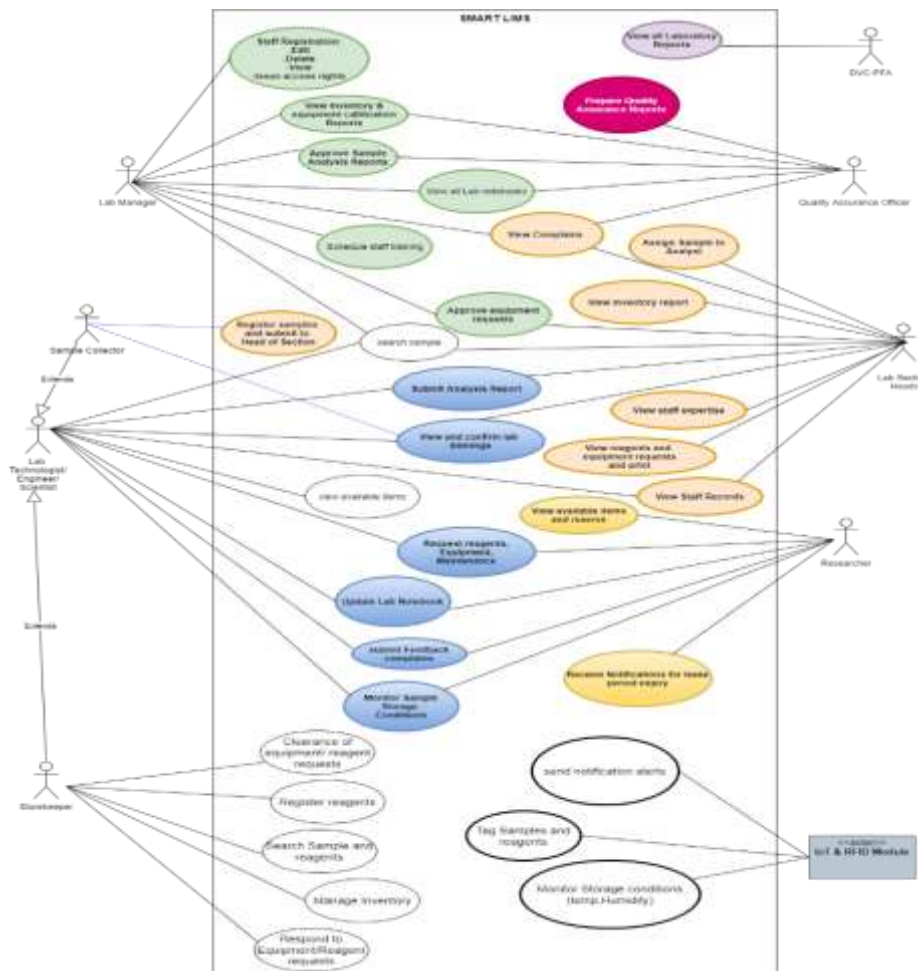 SMART LIMS
Staff Registration
-Edit
-Delete
-View
View all Laboratory
Reports
DVC-PFA
Prepare Quality
Assurance Reports
View Inventory &
equipment calibration
Reports
Approve Sample
Analysis Reports
Lab Manager
View all Lab notebooks
Quality Assurance Officer
View Complains
Assign Sample to
Analyst
Schedule staff training
View Inventory report
Approve equipment
requests
Sample Collector
Register samples
and submit to
Head of Section
search sample
Lab Section
Heads
Extends
Submit Analysis Report
View staff expertise
Lab
Technologist/
Engineer/
Scientist
View and confirm lab
View reagents and
equipment requests
and print
view available items
View Staff Records
View available items
and reserve
Request reagents,
Equipment,
Maintenance
Researcher
Update Lab Notebook
Extends
submit Feedback
complains
Receive Notifications for lease
period expiry
Monitor Sample
Storage
Conditions
Clearance of
equipment/ reagent
requests
send notification alerts
Storekeeper
Register reagents
Tag Samples and
reagents
IoT & RFID Module
Search Sample and
reagents
Monitor Storage conditions
(temp,Humidity)
Manage Inventory
Respond to
Equipment/Reagent
requests